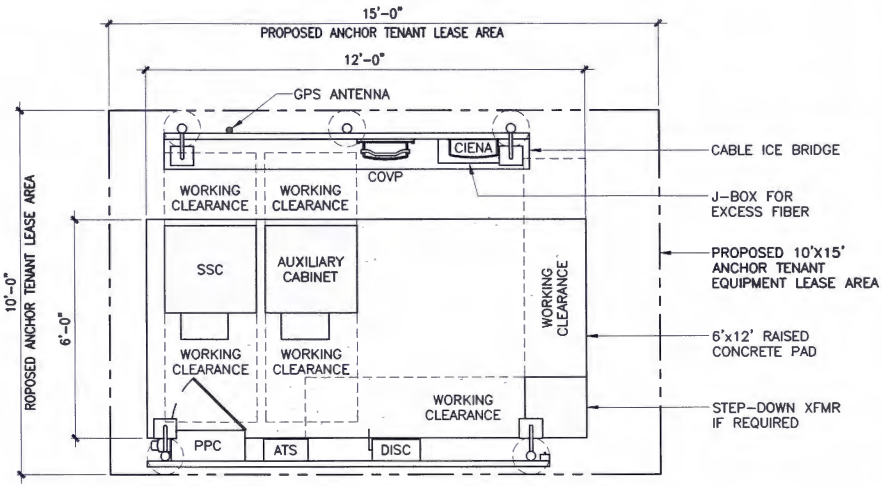 15'-0"
PROPOSED ANCHOR TENANT LEASE AREA
12'-0"
GPS ANTENNA
CIENA
COVP
CABLE ICE BRIDGE
J-BOX FOR
EXCESS FIBER
WORKING
CLEARANCE
WORKING
CLEARANCE
10'-0"
ROPOSED ANCHOR TENANT LEASE AREA
6'-0"
SSC
AUXILIARY
CABINET
WORKING
CLEARANCE
PROPOSED 10'X15'
ANCHOR TENANT
EQUIPMENT LEASE AREA
6'x12' RAISED
CONCRETE PAD
WORKING
CLEARANCE
WORKING
CLEARANCE
WORKING
CLEARANCE
STEP-DOWN XFMR
IF REQUIRED
PPC
ATS
DISC